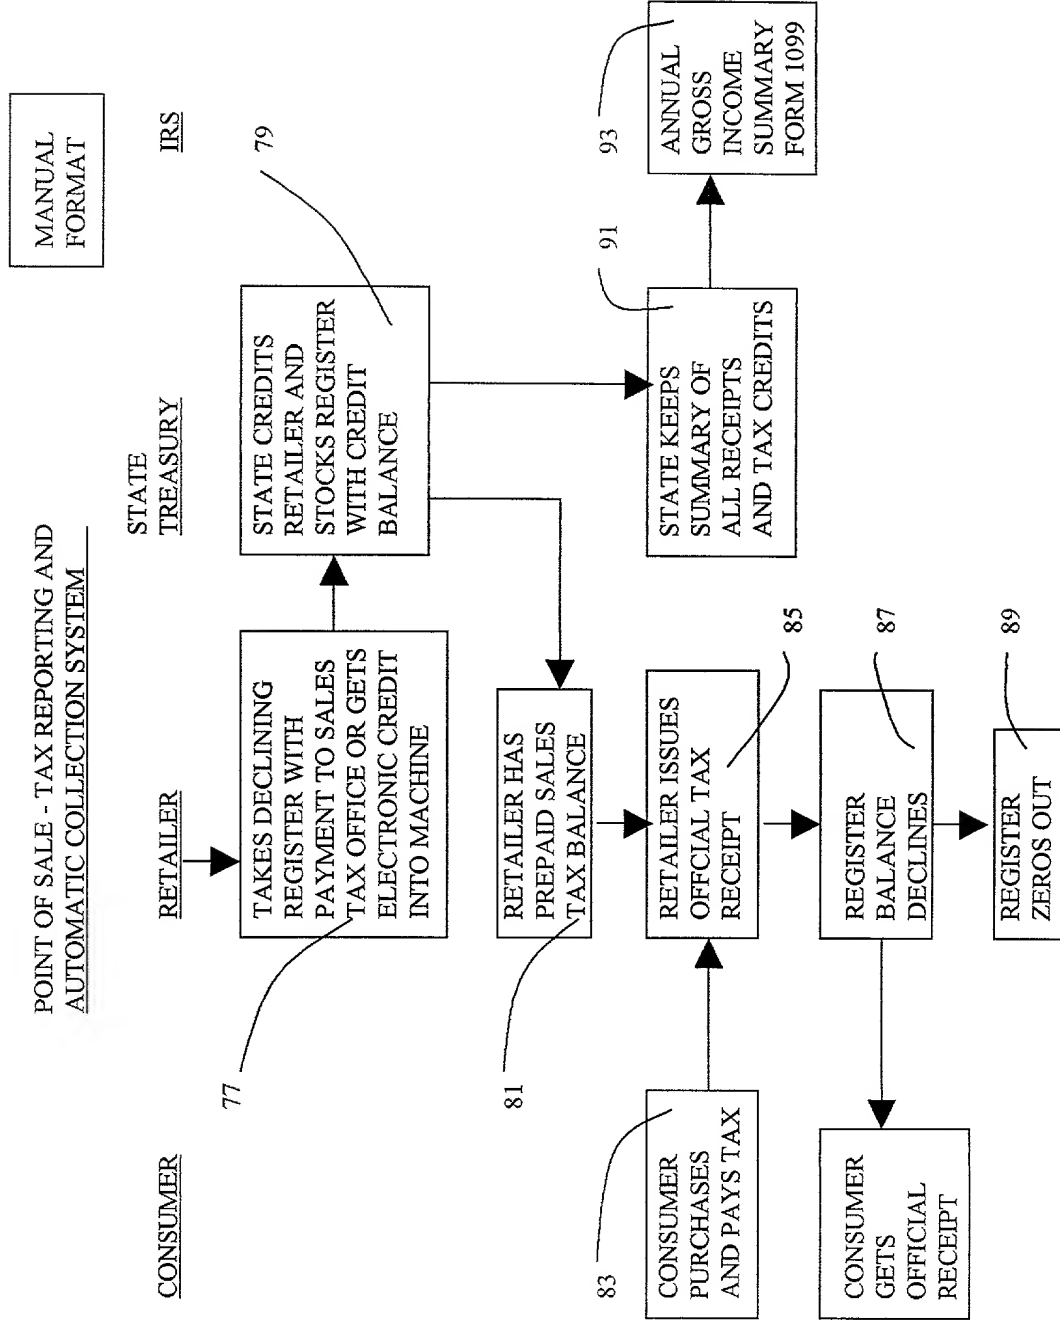 MANUAL
FORMAT
POINT OF SALE - TAX REPORTING AND
AUTOMATIC COLLECTION SYSTEM
CONSUMER
RETAILER
STATE
TREASURY
IRS
77
TAKES DECLINING
REGISTER WITH
PAYMENT TO SALES
TAX OFFICE OR GETS
ELECTRONIC CREDIT
INTO MACHINE
STATE CREDITS
RETAILER AND
STOCKS REGISTER
WITH CREDIT
BALANCE
79
81
RETAILER HAS
PREPAID SALES
TAX BALANCE
83
CONSUMER
PURCHASES
AND PAYS TAX
RETAILER ISSUES
OFFCIAL TAX
RECEIPT
85
STATE KEEPS
SUMMARY OF
ALL RECEIPTS
AND TAX CREDITS
91
ANNUAL
GROSS
INCOME
SUMMARY
FORM 1099
93
CONSUMER
GETS
OFFICIAL
RECEIPT
REGISTER
BALANCE
DECLINES
87
REGISTER
ZEROS OUT
89